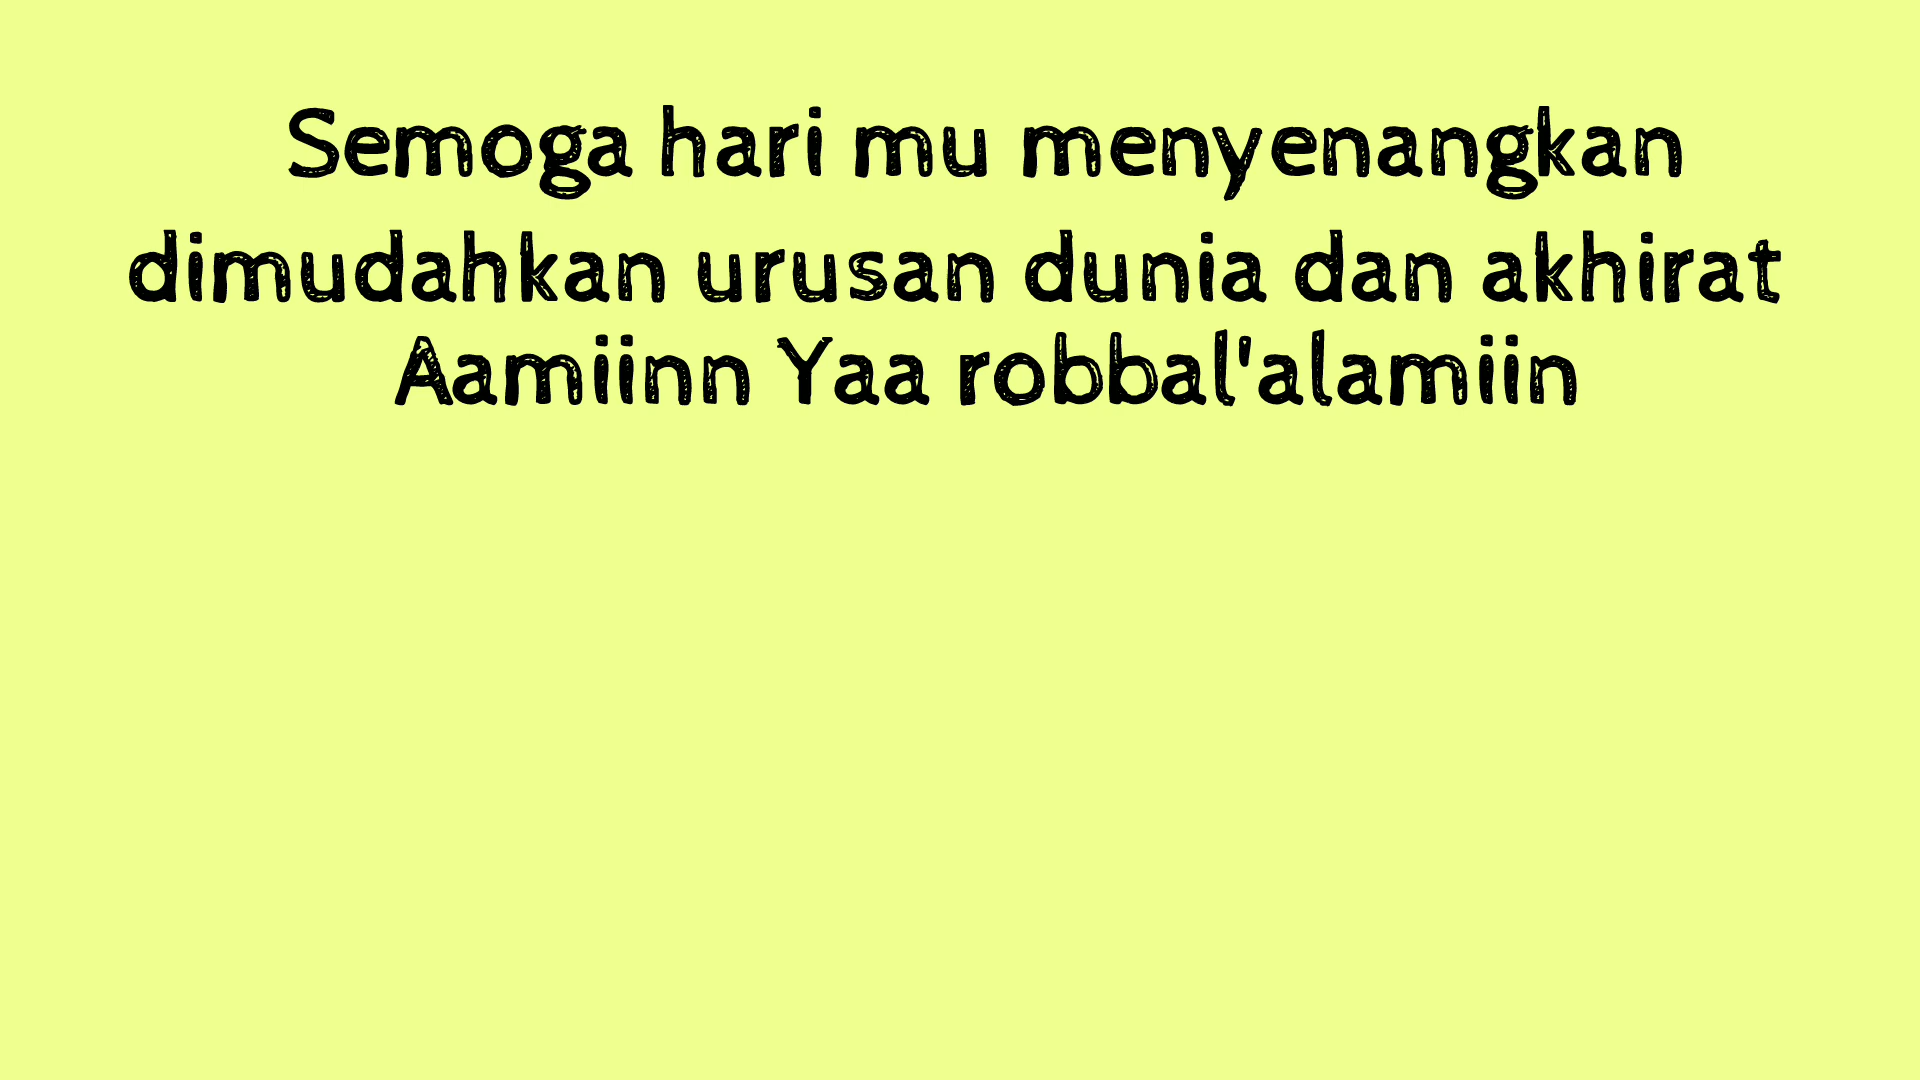 Semoga hari mu menyenangkan
dimudahkan urusan dunia dan akhirat
Aamiinn Yaa robbal'alamiin